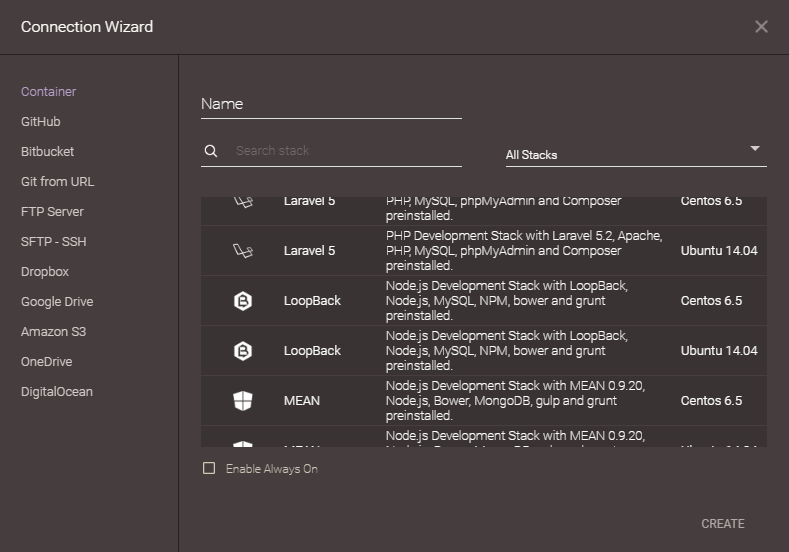 Connection Wizard
Container
GitHub
Bitbucket
Git from URL
FTP Server
SFTP - SSH
Dropbox
Google Drive
Amazon S3
OneDrive
DigitalOcean
Name
Search stack
All Stacks
Laravel 5
PHP, MySQL, phpMyAdmin and Composer
preinstalled.
Centos 6.5
Laravel 5
PHP Development Stack with Laravel 5.2, Apache,
PHP, MySQL, phpMyAdmin and Composer
preinstalled.
Ubuntu 14.04
LoopBack
Node.js Development Stack with LoopBack,
Node.js, MySQL, NPM, bower and grunt
preinstalled.
Centos 6.5
LoopBack
Node.js Development Stack with LoopBack,
Node.js, MySQL, NPM, bower and grunt
preinstalled.
Ubuntu 14.04
MEAN
Node.js Development Stack with MEAN 0.9.20,
Node.js, Bower, MongoDB, gulp and grunt
preinstalled.
Centos 6.5
Node.js Development Stack with MEAN 0.9.20,
Enable Always On
CREATE